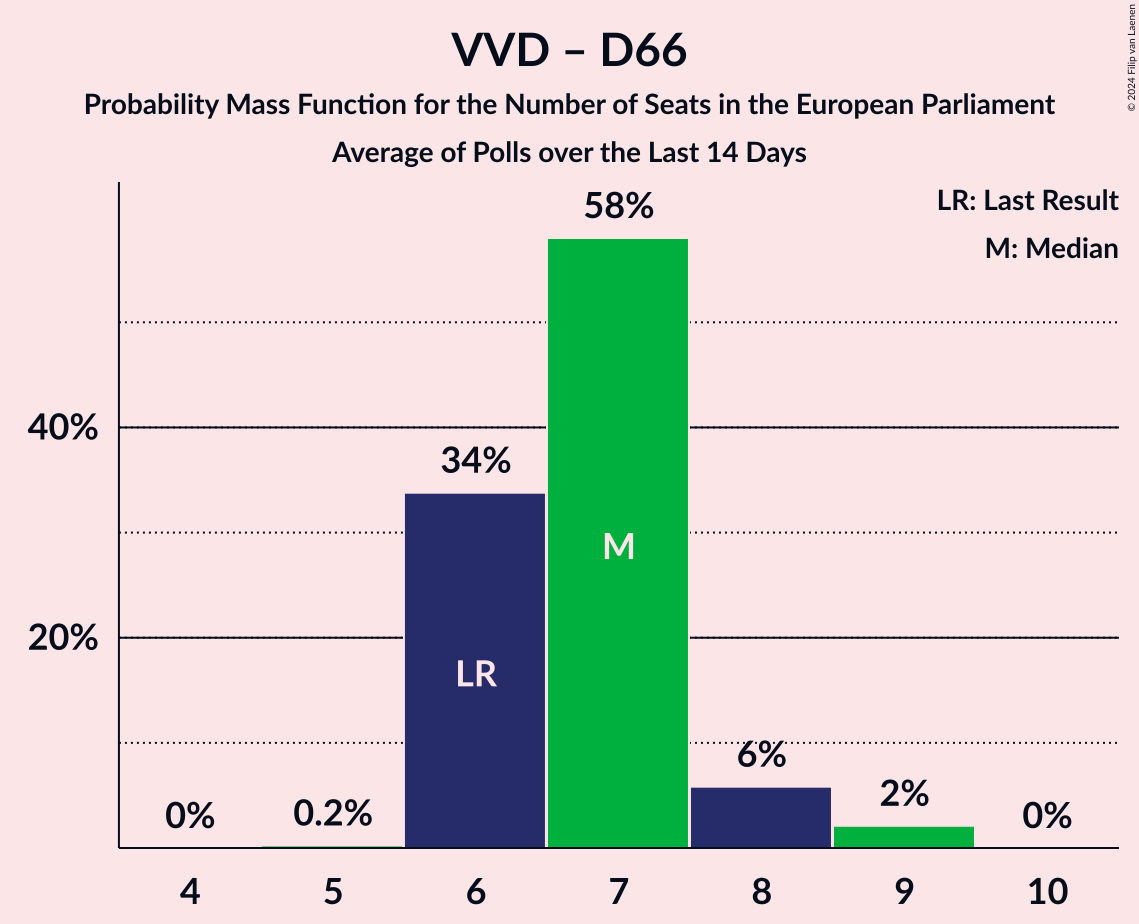 VVD – D66
Probability Mass Function for the Number of Seats in the European Parliament
Average of Polls over the Last 14 Days
© 2024 Filip van Laenen
LR: Last Result
M: Median
58%
40%
34%
M
20%
LR
6%
2%
0%
0.2%
0%
4
5
6
7
8
9
10